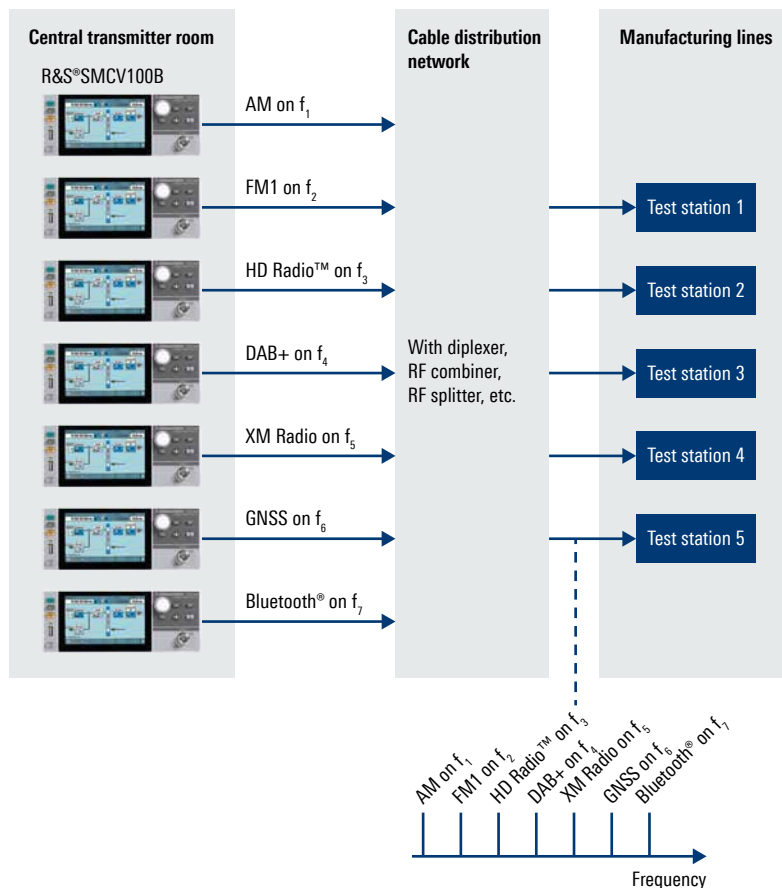 Central transmitter room
Cable distribution
network
Manufacturing lines
R&S®SMCV100B
AM on f₁
FM1 on f₂
Test station 1
HD Radio™ on f₃
Test station 2
DAB+ on f₄
With diplexer,
RF combiner,
RF splitter, etc.
Test station 3
XM Radio on f₅
Test station 4
GNSS on f₆
Test station 5
Bluetooth® on f₇
AM on f₁
FM1 on f₂
HD Radio™ on f₃
DAB+ on f₄
XM Radio on f₅
GNSS on f₆
Bluetooth® on f₇
Frequency